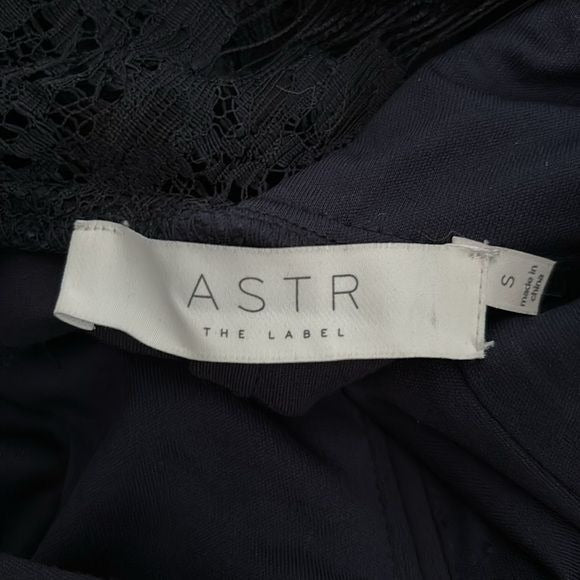 ASTR
THE LABEL
S
made in
china